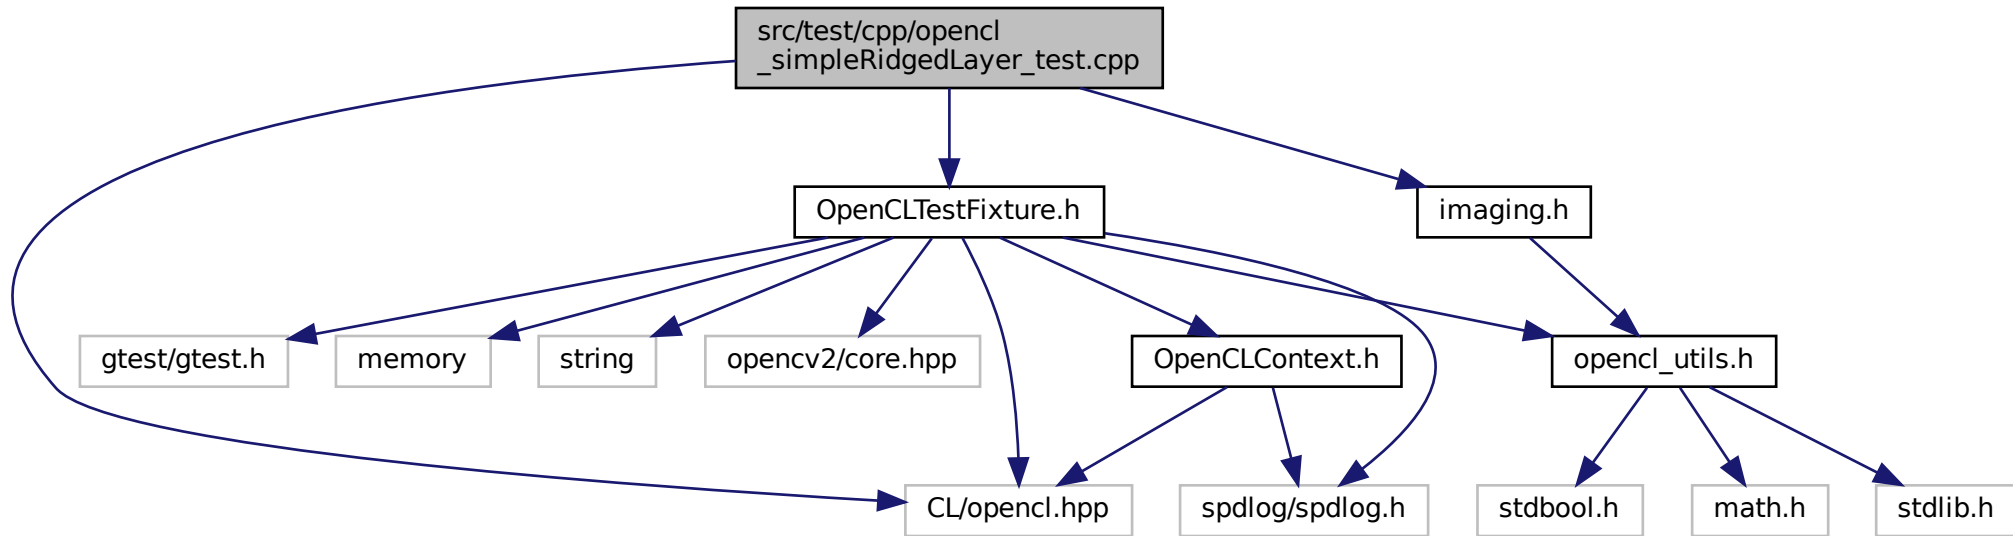 src/test/cpp/opencl
_simpleRidgedLayer_test.cpp
OpenCLTestFixture.h
imaging.h
gtest/gtest.h
memory
string
opencv2/core.hpp
OpenCLContext.h
opencl_utils.h
CL/opencl.hpp
spdlog/spdlog.h
stdbool.h
math.h
stdlib.h